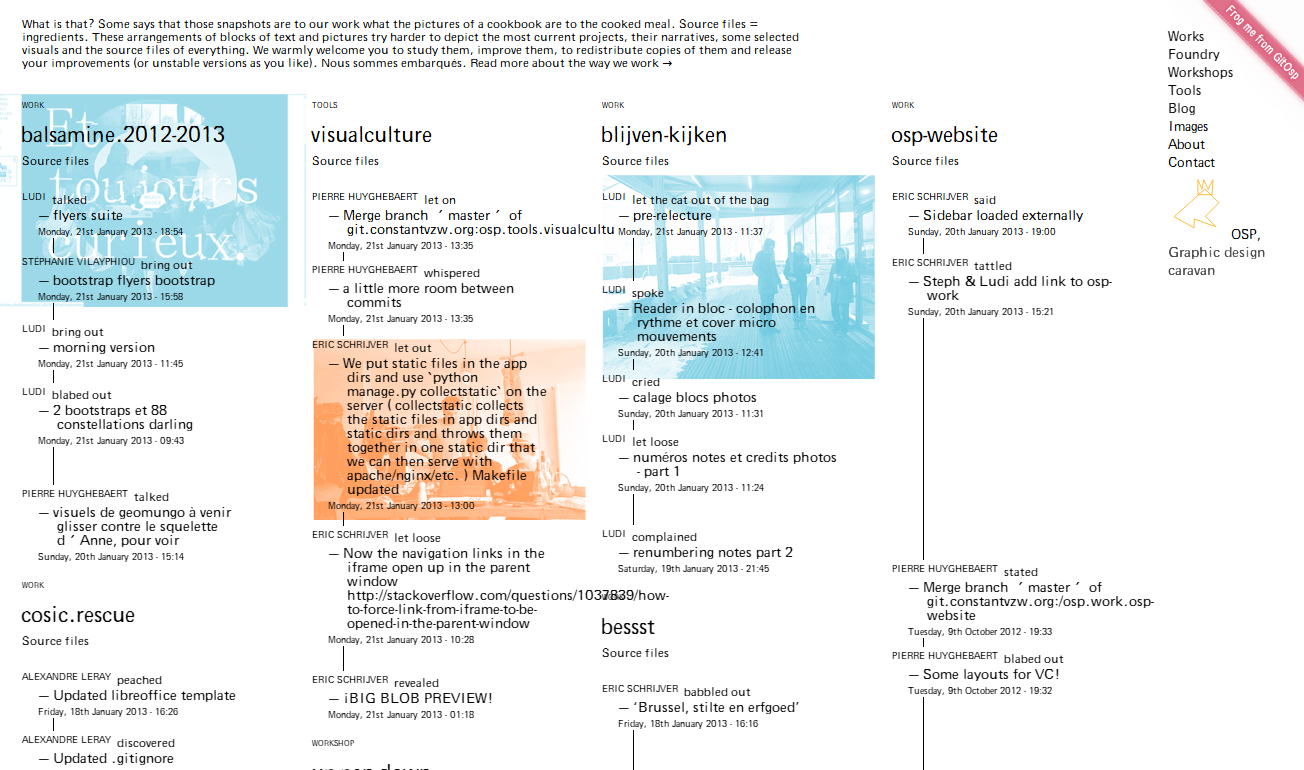 What is that? Some says that those snapshots are to our work what the pictures of a cookbook are to the cooked meal. Source files =
ingredients. These arrangements of blocks of text and pictures try harder to depict the most current projects, their narratives, some selected
visuals and the source files of everything. We warmly welcome you to study them, improve them, to redistribute copies of them and release
your improvements (or unstable versions as you like). Nous sommes embarqués. Read more about the way we work →
WORK
balsamine.2012-2013
Source files
Et
toujours
curieux.
LUDI talked
— flyers suite
Monday, 21st January 2013 - 18:54
STÉPHANIE VILAYPHIOU bring out
— bootstrap flyers bootstrap
Monday, 21st January 2013 - 15:58
LUDI bring out
— morning version
Monday, 21st January 2013 - 11:45
LUDI blabed out
— 2 bootstraps et 88
constellations darling
Monday, 21st January 2013 - 09:43
PIERRE HUYGHEBAERT talked
— visuels de geomungo à venir
glisser contre le squelette
d ´ Anne, pour voir
Sunday, 20th January 2013 - 15:14
WORK
cosic.rescue
Source files
ALEXANDRE LERAY peached
— Updated libreoffice template
Friday, 18th January 2013 - 16:26
ALEXANDRE LERAY discovered
— Updated .gitignore
TOOLS
visualculture
Source files
PIERRE HUYGHEBAERT let on
— Merge branch ´ master ´ of
git.constantvzw.org:osp.tools.visualcultu
Monday, 21st January 2013 - 13:35
PIERRE HUYGHEBAERT whispered
— a little more room between
commits
Monday, 21st January 2013 - 13:35
ERIC SCHRIJVER let out
— We put static files in the app
dirs and use `python
manage.py collectstatic` on the
server ( collectstatic collects
the static files in app dirs and
static dirs and throws them
together in one static dir that
we can then serve with
apache/nginx/etc. ) Makefile
updated
Monday, 21st January 2013 - 13:00
ERIC SCHRIJVER let loose
— Now the navigation links in the
iframe open up in the parent
window
http://stackoverflow.com/questions/1037839/how-
to-force-link-from-iframe-to-be-
opened-in-the-parent-window
Monday, 21st January 2013 - 10:28
ERIC SCHRIJVER revealed
— ¡BIG BLOB PREVIEW!
Monday, 21st January 2013 - 01:18
WORKSHOP
WORK
blijven-kijken
Source files
LUDI let the cat out of the bag
— pre-relecture
Monday, 21st January 2013 - 11:37
LUDI spoke
— Reader in bloc - colophon en
rythme et cover micro
mouvements
Sunday, 20th January 2013 - 12:41
LUDI cried
— calage blocs photos
Sunday, 20th January 2013 - 11:31
LUDI let loose
— numéros notes et credits photos
- part 1
Sunday, 20th January 2013 - 11:24
LUDI complained
— renumbering notes part 2
Saturday, 19th January 2013 - 21:45
bessst
Source files
ERIC SCHRIJVER babbled out
— ‘Brussel, stilte en erfgoed’
Friday, 18th January 2013 - 16:16
WORK
osp-website
Source files
ERIC SCHRIJVER said
— Sidebar loaded externally
Sunday, 20th January 2013 - 19:00
ERIC SCHRIJVER tattled
— Steph & Ludi add link to osp-
work
Sunday, 20th January 2013 - 15:21
PIERRE HUYGHEBAERT stated
— Merge branch ´ master ´ of
git.constantvzw.org:/osp.work.osp-
website
Tuesday, 9th October 2012 - 19:33
PIERRE HUYGHEBAERT blabed out
— Some layouts for VC!
Tuesday, 9th October 2012 - 19:32
Works
Foundry
Workshops
Tools
Blog
Images
About
Contact
OSP,
Graphic design
caravan
Frog me from GitOsp